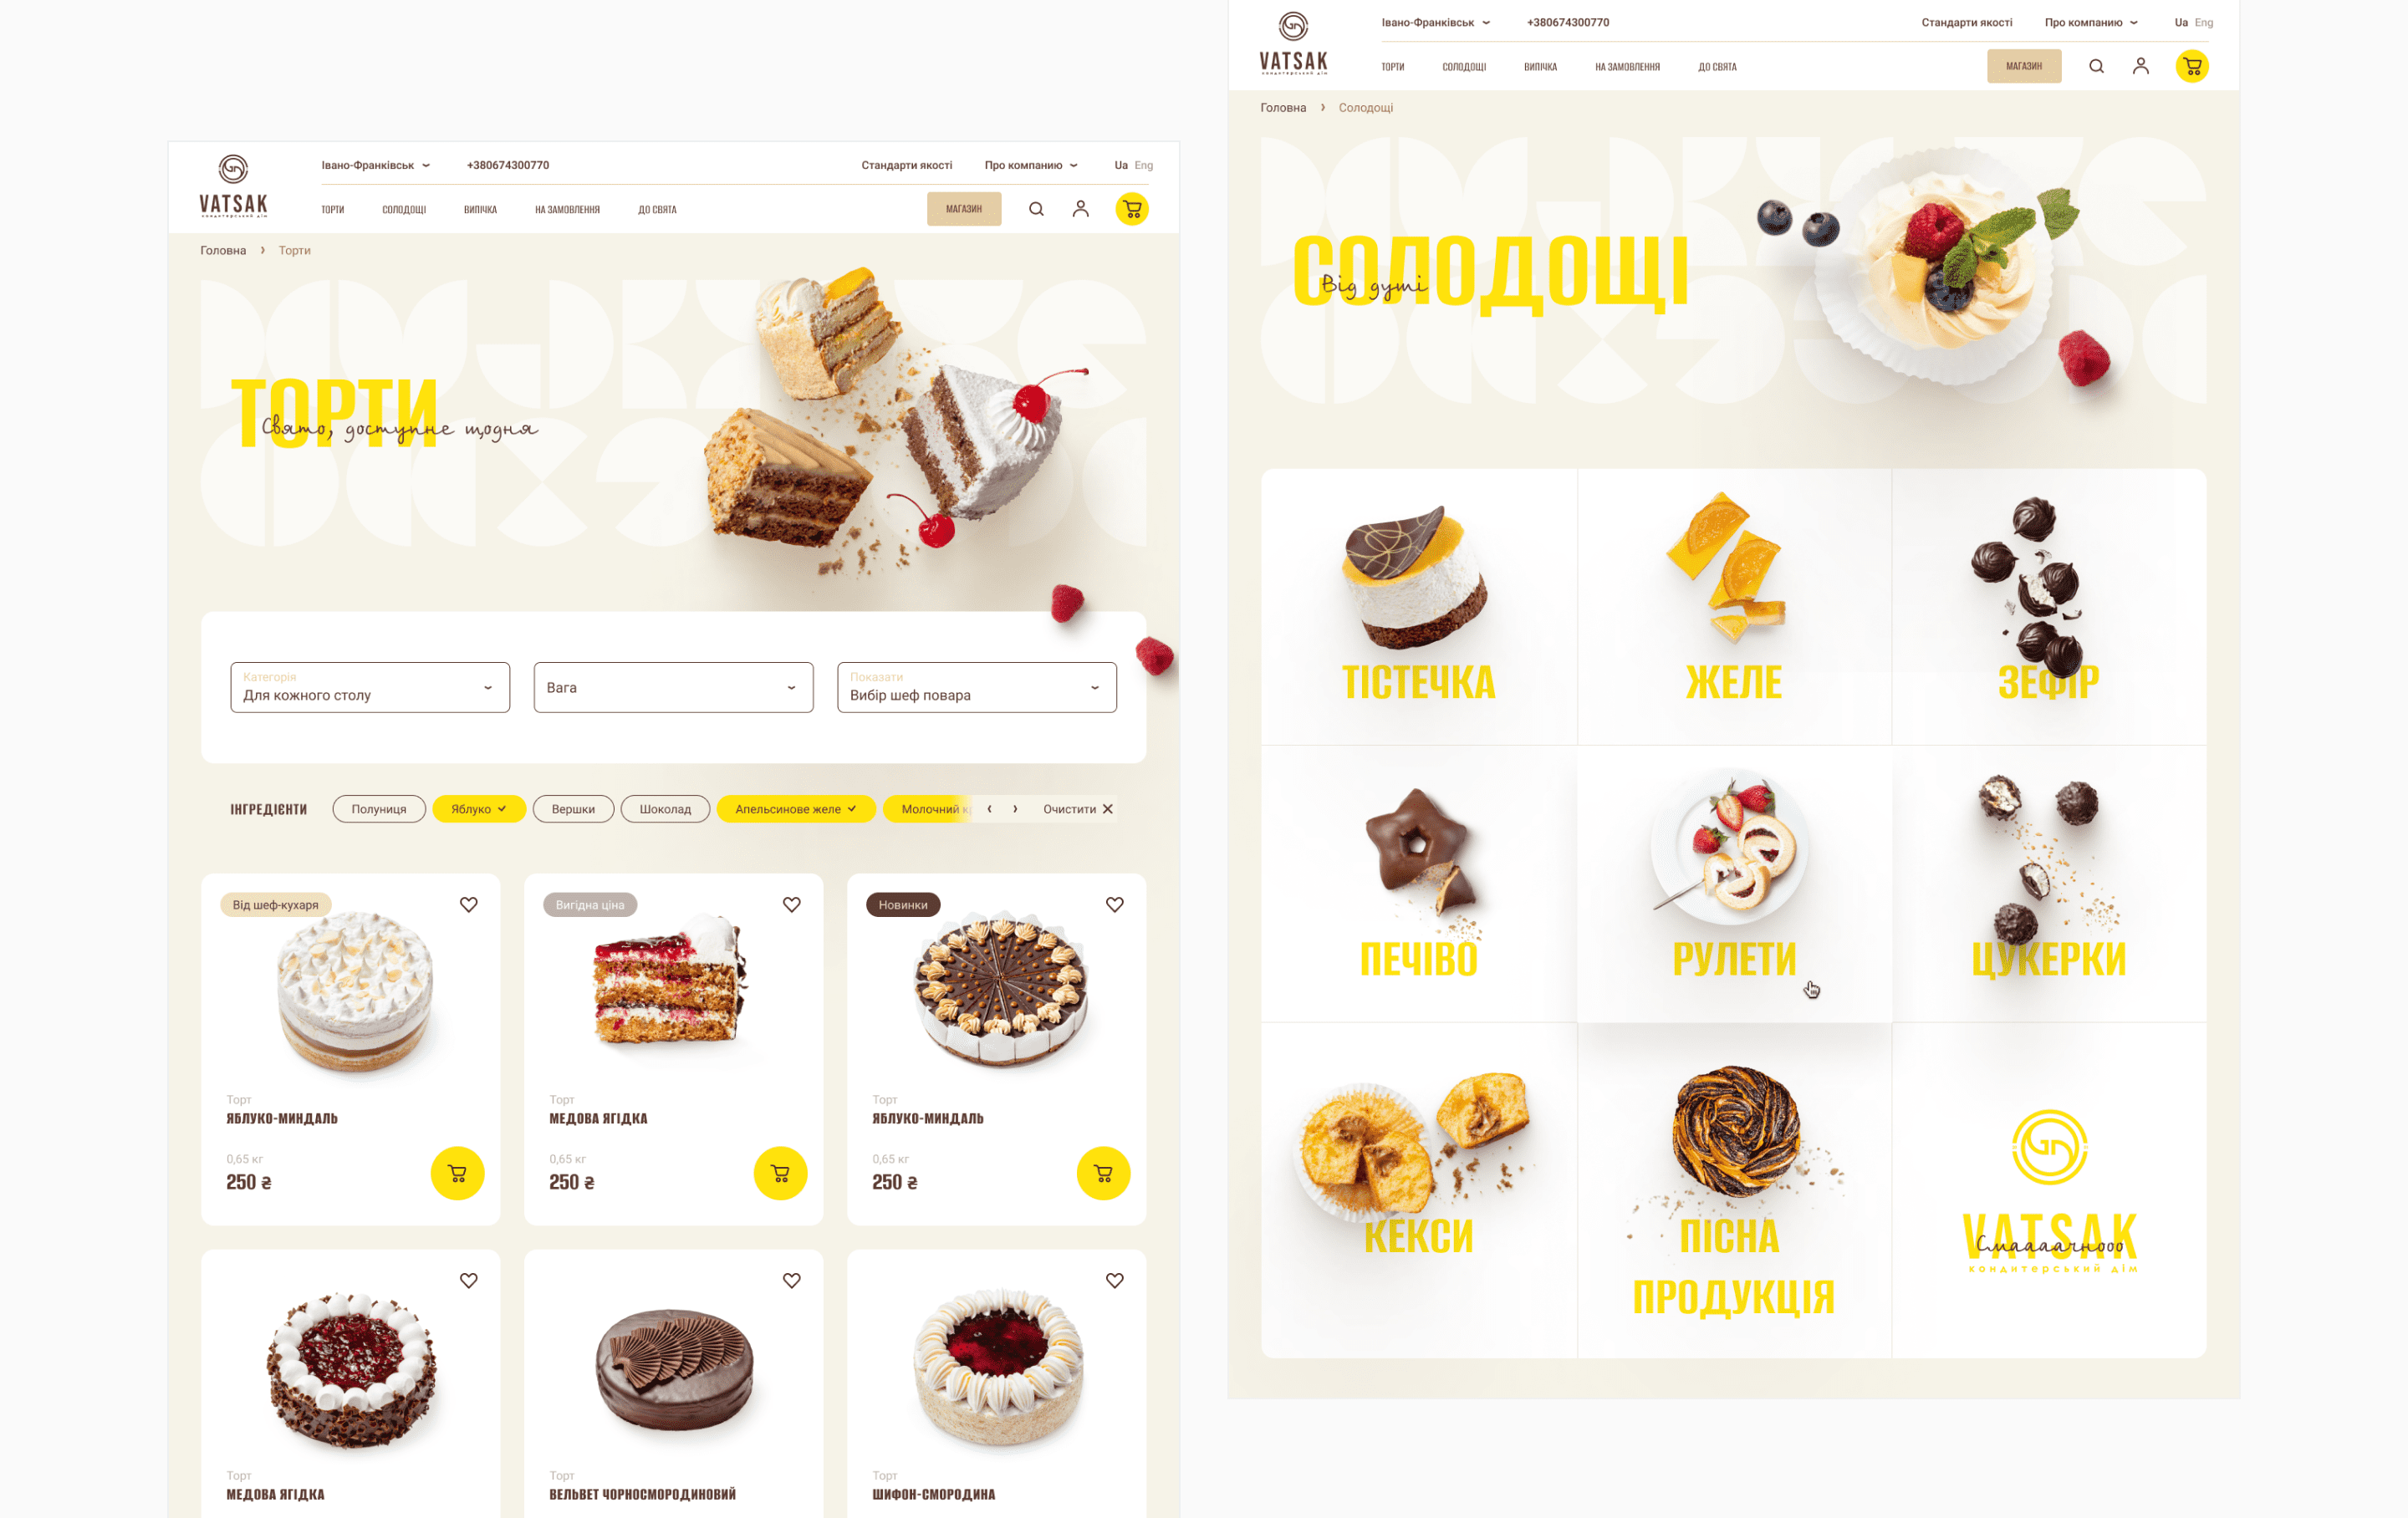 VATSAK
кондитерський дім
Івано-Франківськ
+380674300770
Стандарти якості
Про компанию
Ua Eng
ТОРТИ
СОЛОДОЩІ
ВИПІЧКА
НА ЗАМОВЛЕННЯ
ДО СВЯТА
МАГАЗИН
Головна › Торти
ТОРТИ
Свято, доступне щодня
Категорія
Для кожного столу
Вага
Показати
Вибір шеф повара
ІНГРЕДІЄНТИ
Полуниця
Яблуко
Вершки
Шоколад
Апельсинове желе
Молочний
Очистити
Від шеф-кухаря
Торт
ЯБЛУКО-МИНДАЛЬ
0,65 кг
250 ₴
Вигідна ціна
Торт
МЕДОВА ЯГІДКА
0,65 кг
250 ₴
Новинки
Торт
ЯБЛУКО-МИНДАЛЬ
0,65 кг
250 ₴
Торт
МЕДОВА ЯГІДКА
Торт
ВЕЛЬВЕТ ЧОРНОСМОРОДИНОВИЙ
Торт
ШИФОН-СМОРОДИНА
VATSAK
кондитерський дім
Івано-Франківськ
+380674300770
Стандарти якості
Про компанию
Ua Eng
ТОРТИ
СОЛОДОЩІ
ВИПІЧКА
НА ЗАМОВЛЕННЯ
ДО СВЯТА
МАГАЗИН
Головна › Солодощі
СОЛОДОЩІ
Від душі
ТІСТЕЧКА
ЖЕЛЕ
ЗЕФІР
ПЕЧІВО
РУЛЕТИ
ЦУКЕРКИ
КЕКСИ
ПІСНА
ПРОДУКЦІЯ
VATSAK
Смаааачнооо
кондитерський дім